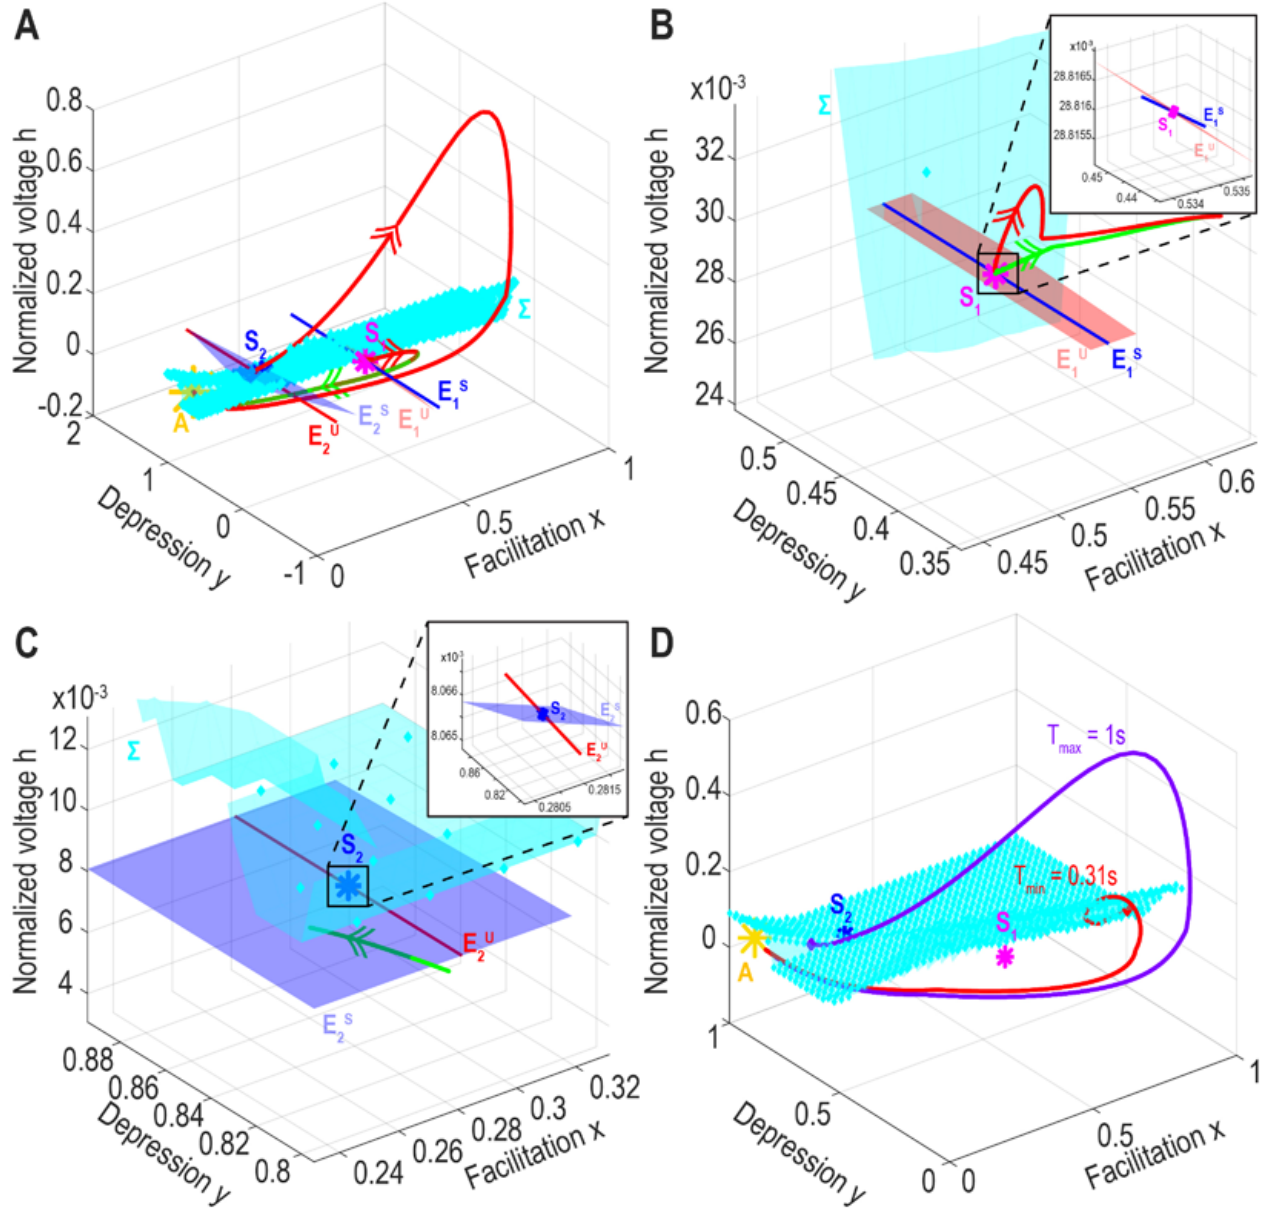 A
Normalized voltage h
0.8
0.6
0.4
0.2
0
-0.2
2
1
0
-1
Depression y
0
0.5
1
Facilitation x
S2
S1
Σ
A
E2U
E2S
E1U
E1S
B
x10-3
Normalized voltage h
32
30
28
26
24
0.5
0.45
0.4
0.35
Depression y
0.45
0.5
0.55
0.6
Facilitation x
Σ
S1
E1U
E1S
x10-3
28.8165
28.816
28.8155
0.45
0.44
0.534
0.535
S1
E1S
E1U
C
x10-3
Normalized voltage h
12
10
8
6
4
0.88
0.86
0.84
0.82
0.8
Depression y
0.24
0.26
0.28
0.3
0.32
Facilitation x
Σ
S2
E2U
E2S
x10-3
8.066
8.065
0.86
0.82
0.2805
0.2815
S2
E2S
E2U
D
Normalized voltage h
0.6
0.4
0.2
0
1
0.5
0
Depression y
0
0.5
1
Facilitation x
Tmax = 1s
Tmin = 0.31s
S2
S1
A